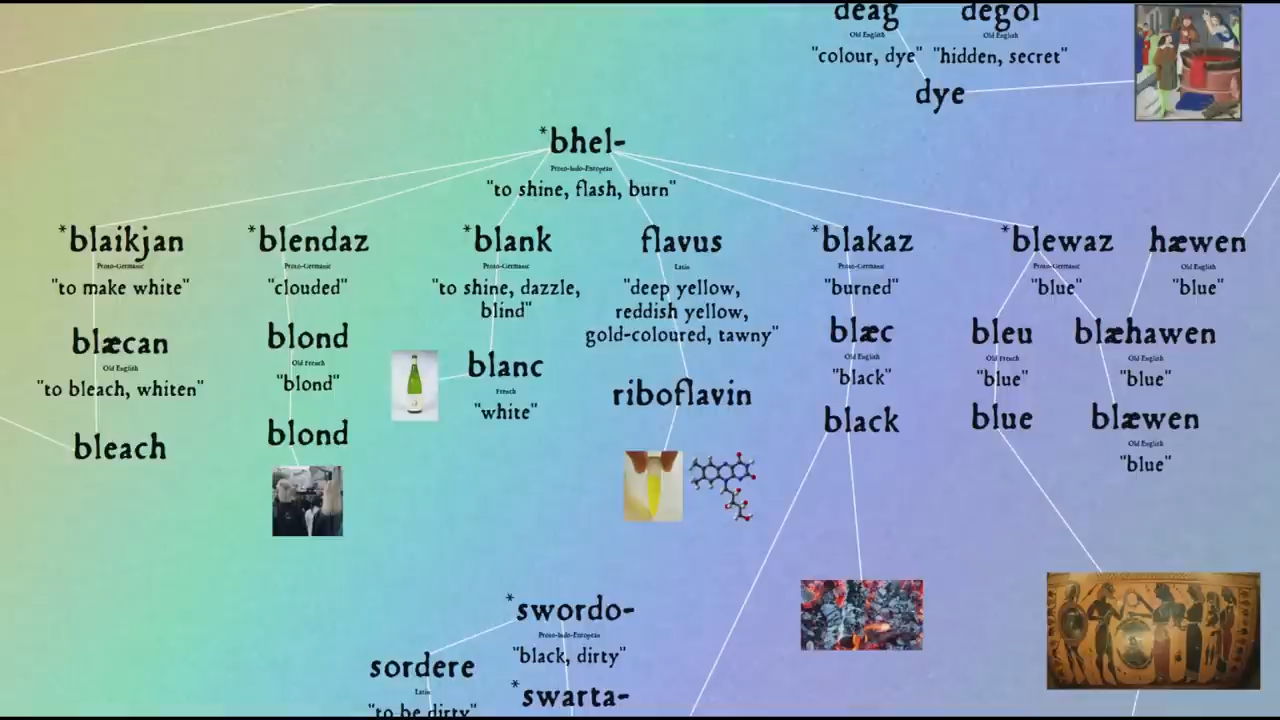 deag
Old English
"colour, dye"
degol
Old English
"hidden, secret"
dye
*bhel-
Proto-Indo-European
"to shine, flash, burn"
*blaikjan
Proto-Germanic
"to make white"
blæcan
Old English
"to bleach, whiten"
bleach
*blendaz
Proto-Germanic
"clouded"
blond
Old French
"blond"
blond
*blank
Proto-Germanic
"to shine, dazzle,
blind"
blanc
French
"white"
flavus
Latin
"deep yellow,
reddish yellow,
gold-coloured, tawny"
riboflavin
*blakaz
Proto-Germanic
"burned"
blæc
Old English
"black"
black
*blewaz
Proto-Germanic
"blue"
bleu
Old French
"blue"
blue
hæwen
Old English
"blue"
blæhawen
Old English
"blue"
blæwen
Old English
"blue"
*swordo-
Proto-Indo-European
"black, dirty"
sordere
Latin
"to be dirty"
*swarta-